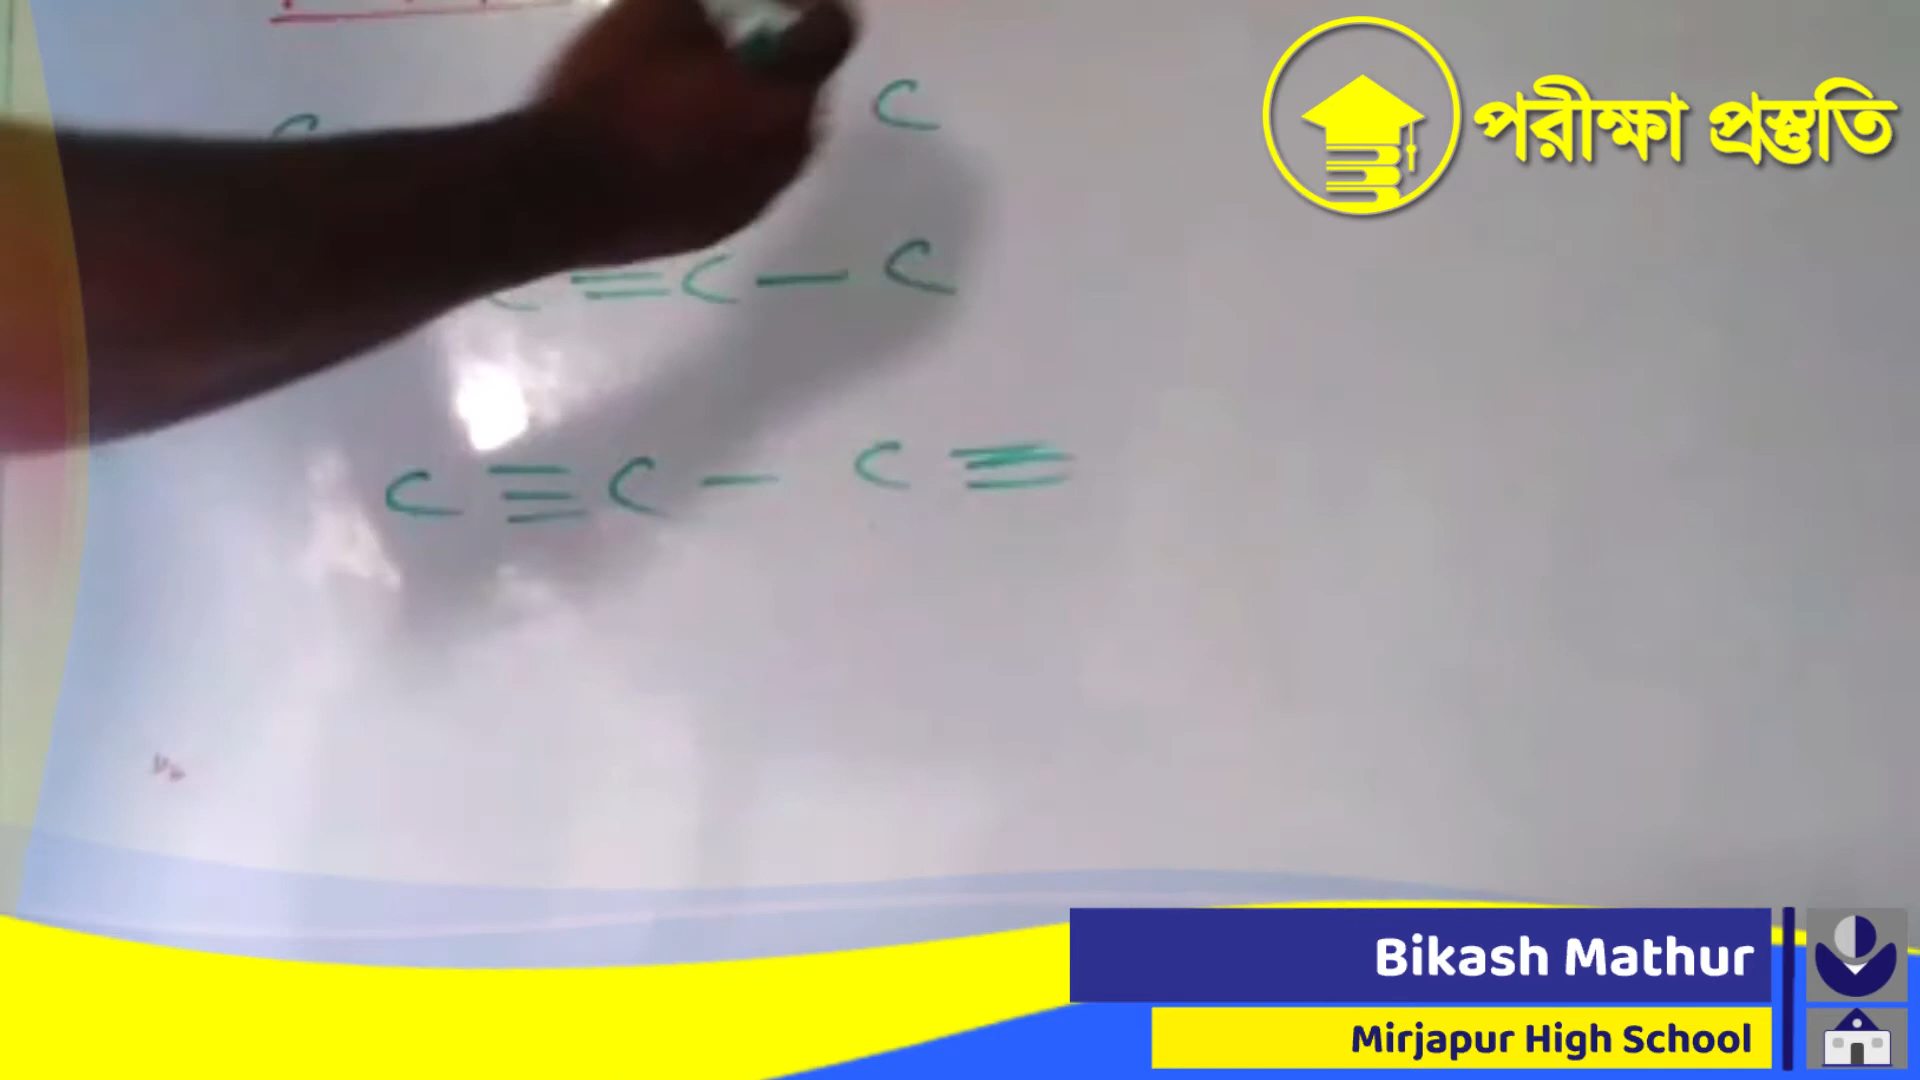 পরীক্ষা প্রস্তুতি
C C
C = C – C
C ≡ C – C ≡
Bikash Mathur
Mirjapur High School